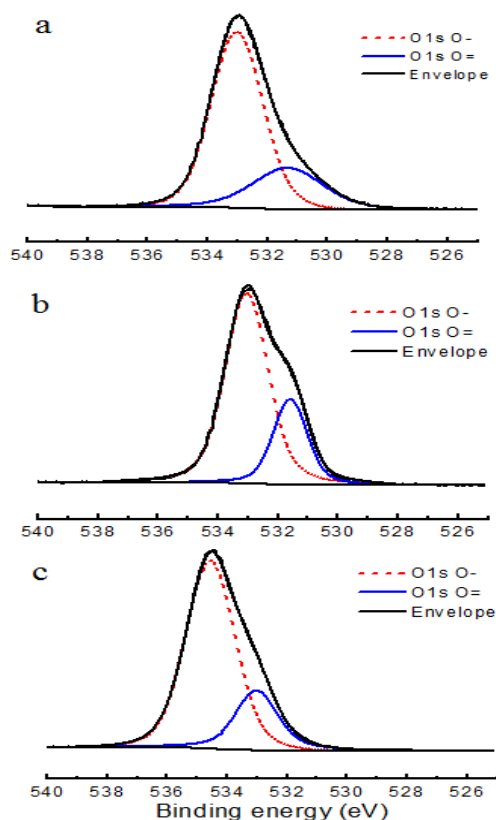 a
O1s O-
O1s O=
Envelope
540 538 536 534 532 530 528 526
b
O1s O-
O1s O=
Envelope
540 538 536 534 532 530 528 526
c
O1s O-
O1s O=
Envelope
540 538 536 534 532 530 528 526
Binding energy (eV)